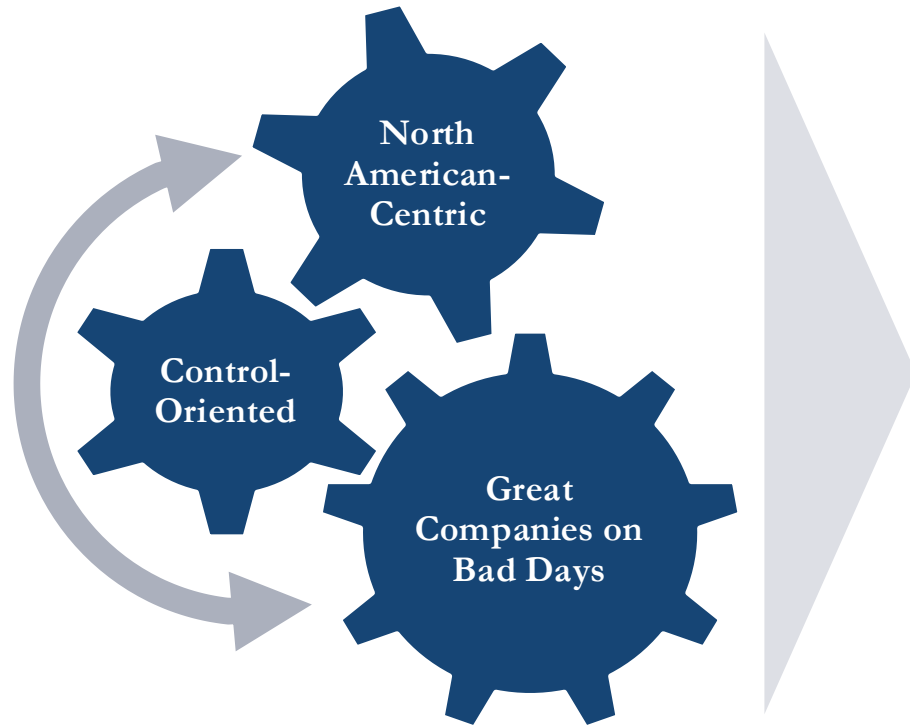 North
American-
Centric
Control-
Oriented
Great
Companies on
Bad Days